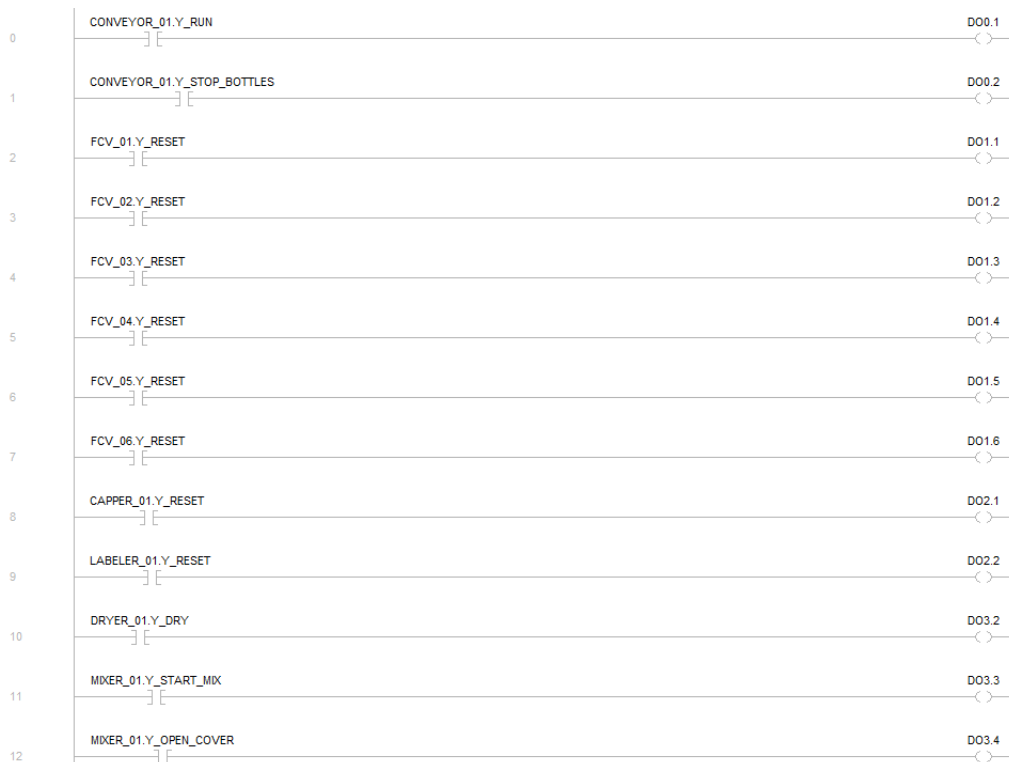 CONVEYOR_01.Y_RUN DO0.1
0
CONVEYOR_01.Y_STOP_BOTTLES DO0.2
1
FCV_01.Y_RESET DO1.1
2
FCV_02.Y_RESET DO1.2
3
FCV_03.Y_RESET DO1.3
4
FCV_04.Y_RESET DO1.4
5
FCV_05.Y_RESET DO1.5
6
FCV_06.Y_RESET DO1.6
7
CAPPER_01.Y_RESET DO2.1
8
LABELER_01.Y_RESET DO2.2
9
DRYER_01.Y_DRY DO3.2
10
MIXER_01.Y_START_MIX DO3.3
11
MIXER_01.Y_OPEN_COVER DO3.4
12